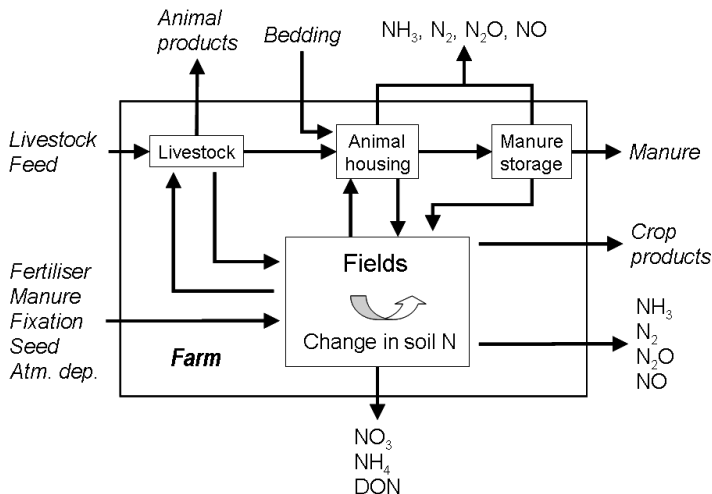 Animal
products
Bedding
NH₃, N₂, N₂O, NO
Livestock
Feed
Livestock
Animal
housing
Manure
storage
Manure
Fields
Change in soil N
Crop
products
Fertiliser
Manure
Fixation
Seed
Atm. dep.
Farm
NH₃
N₂
N₂O
NO
NO₃
NH₄
DON